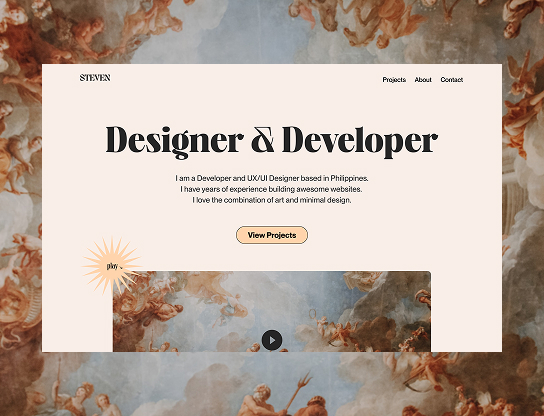 STEVEN
Projects About Contact
Designer & Developer
I am a Developer and UX/UI Designer based in Philippines.
I have years of experience building awesome websites.
I love the combination of art and minimal design.
View Projects
play